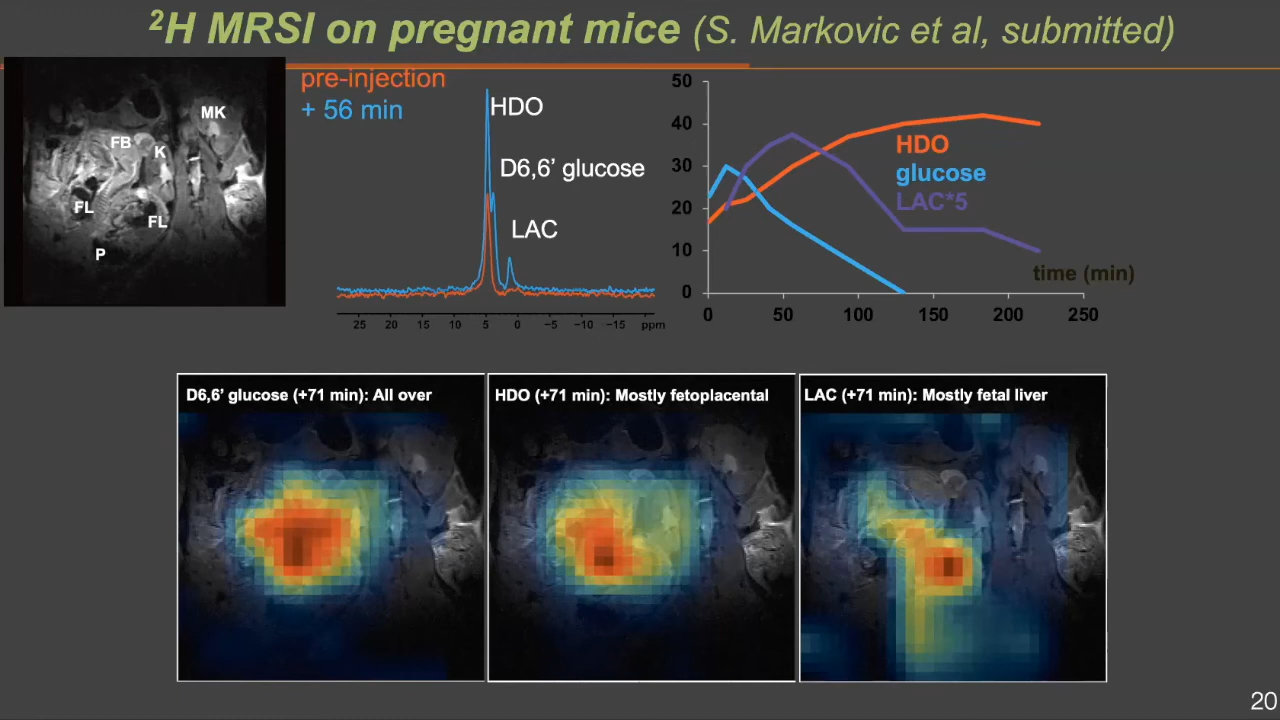 ²H MRSI on pregnant mice (S. Markovic et al, submitted)
MK
FB
K
FL
FL
P
pre-injection
+ 56 min
HDO
D6,6’ glucose
LAC
25 20 15 10 5 0 −5 −10 −15 ppm
50
40
30
20
10
0
HDO
glucose
LAC*5
time (min)
0 50 100 150 200 250
D6,6’ glucose (+71 min): All over
HDO (+71 min): Mostly fetoplacental
LAC (+71 min): Mostly fetal liver
20